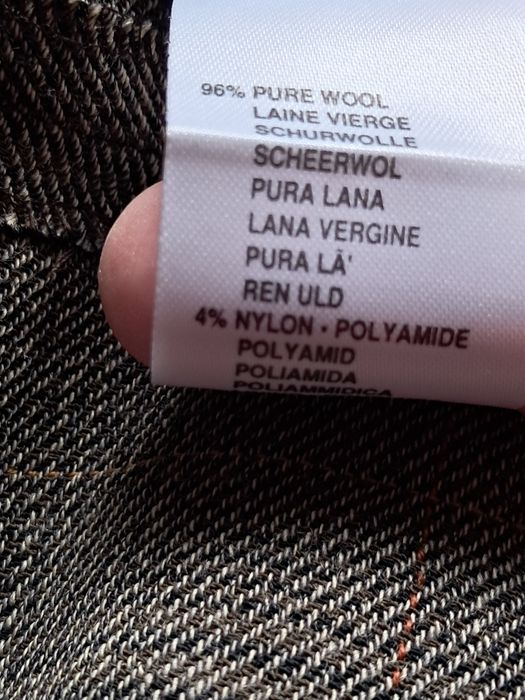 96% PURE WOOL
LAINE VIERGE
SCHURWOLLE
SCHEERWOL
PURA LANA
LANA VERGINE
PURA LÃ'
REN ULD
4% NYLON · POLYAMIDE
POLYAMID
POLIAMIDA
POLIAMMIDICA